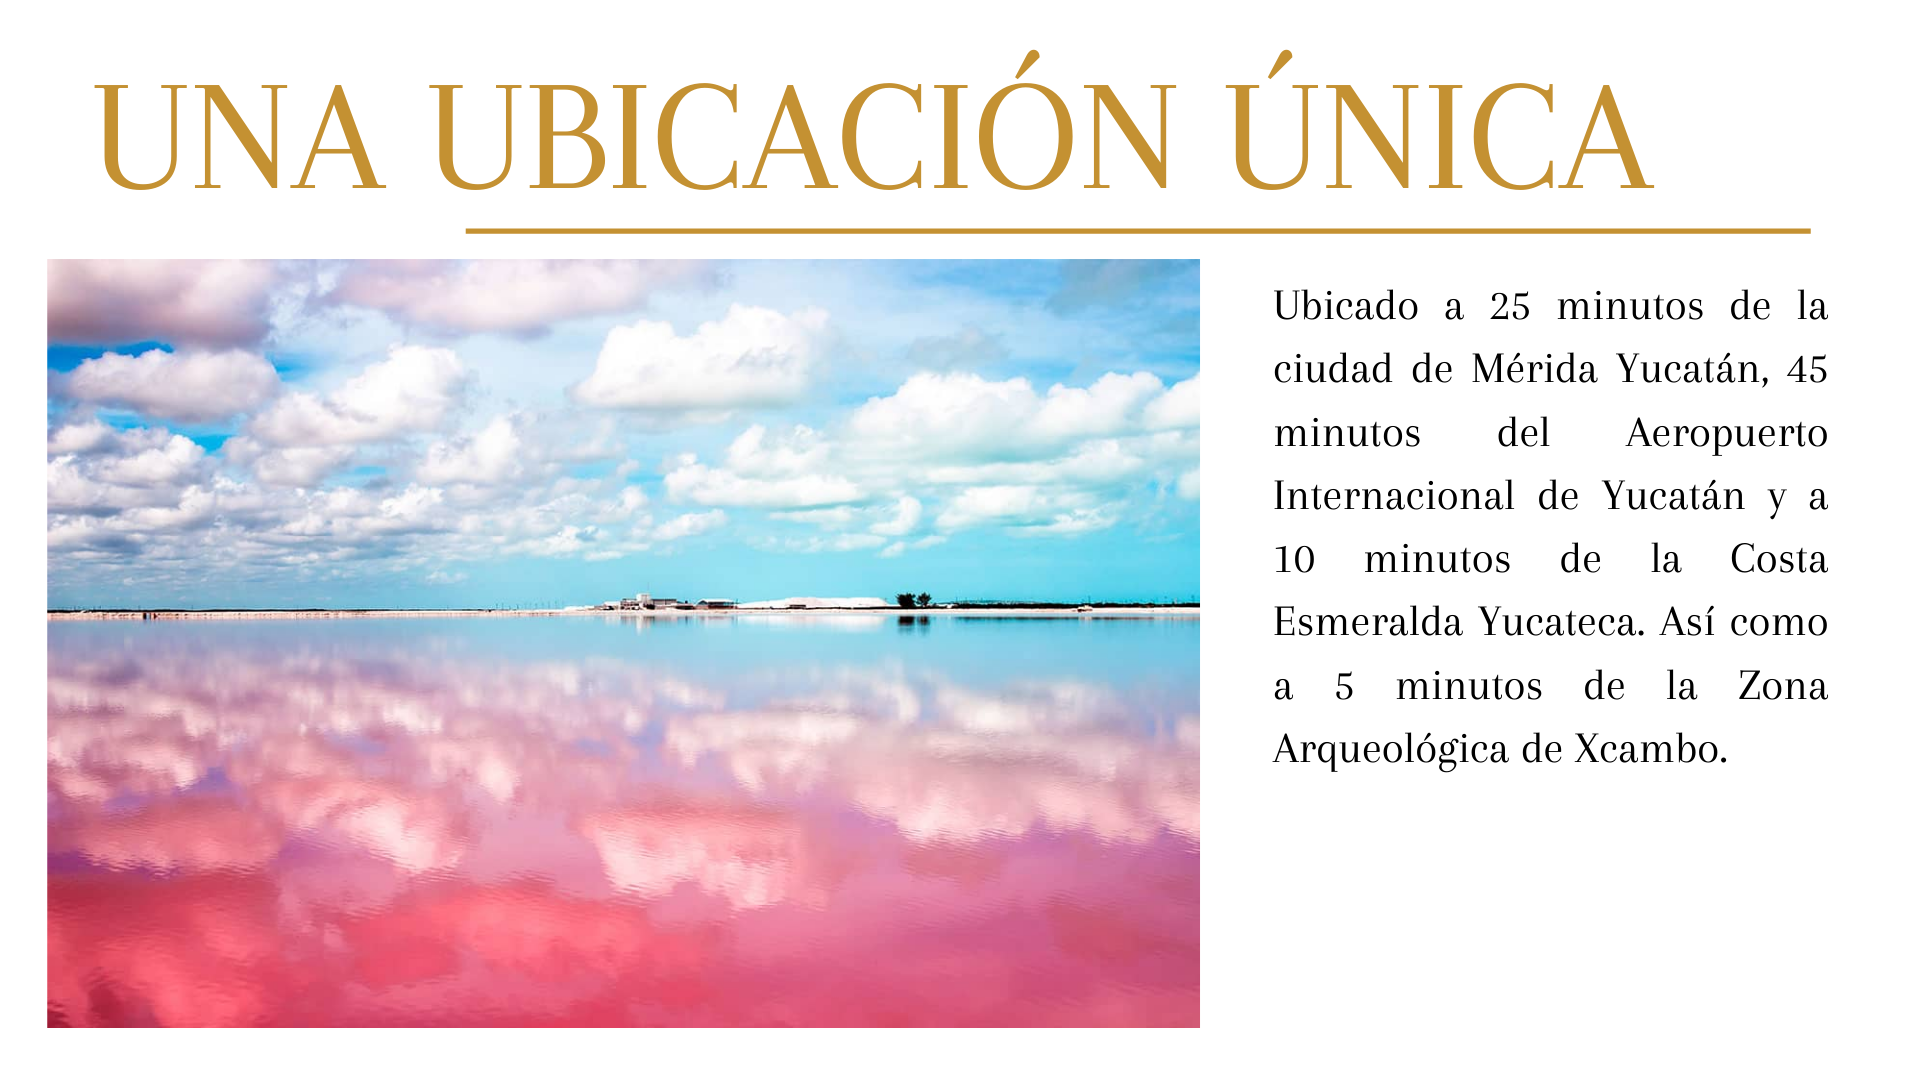 UNA UBICACIÓN ÚNICA
Ubicado a 25 minutos de la
ciudad de Mérida Yucatán, 45
minutos del Aeropuerto
Internacional de Yucatán y a
10 minutos de la Costa
Esmeralda Yucateca. Así como
a 5 minutos de la Zona
Arqueológica de Xcambo.